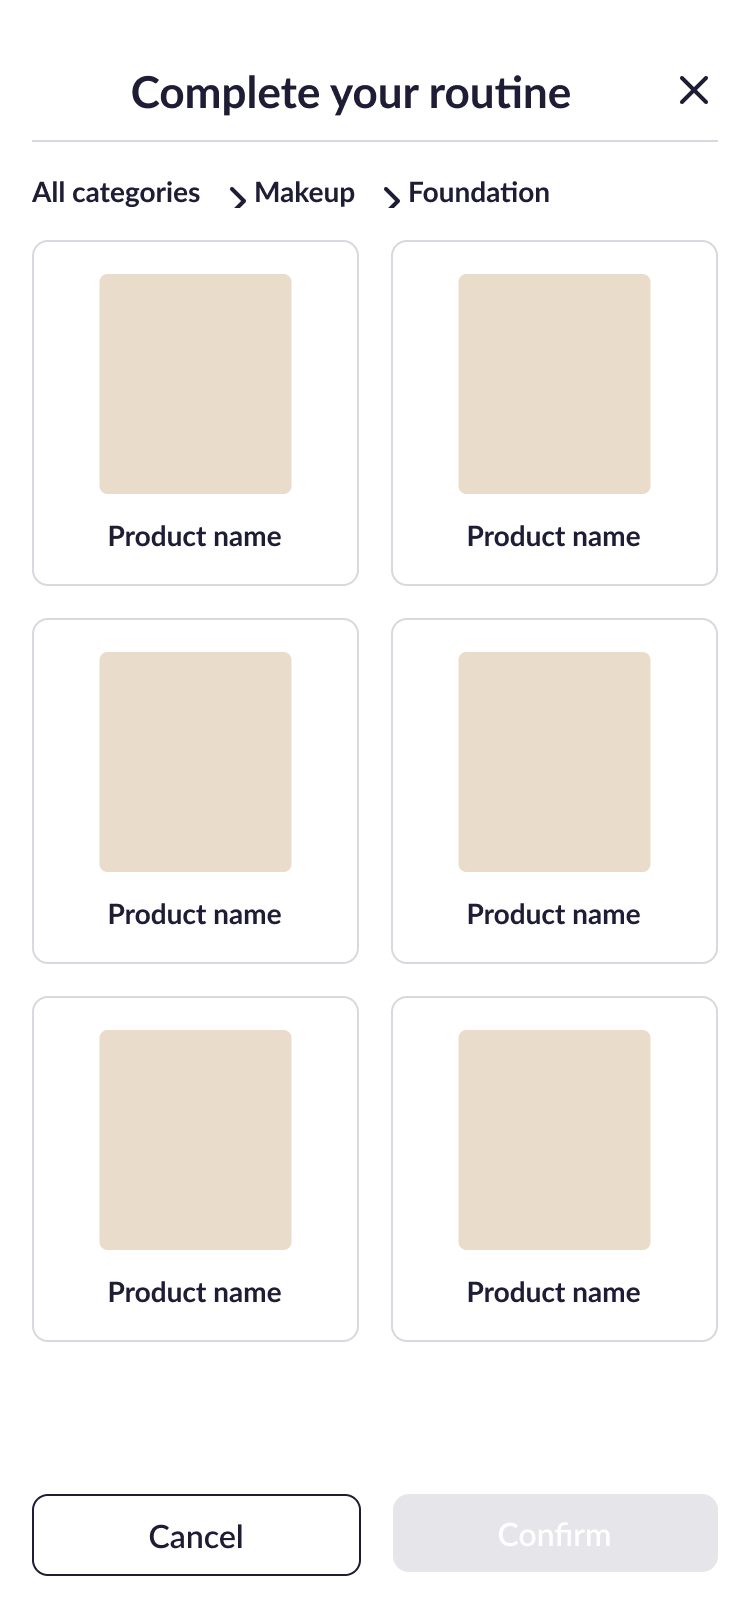 Complete your routine
All categories Makeup Foundation
Product name Product name
Product name Product name
Product name Product name
Cancel Confirm